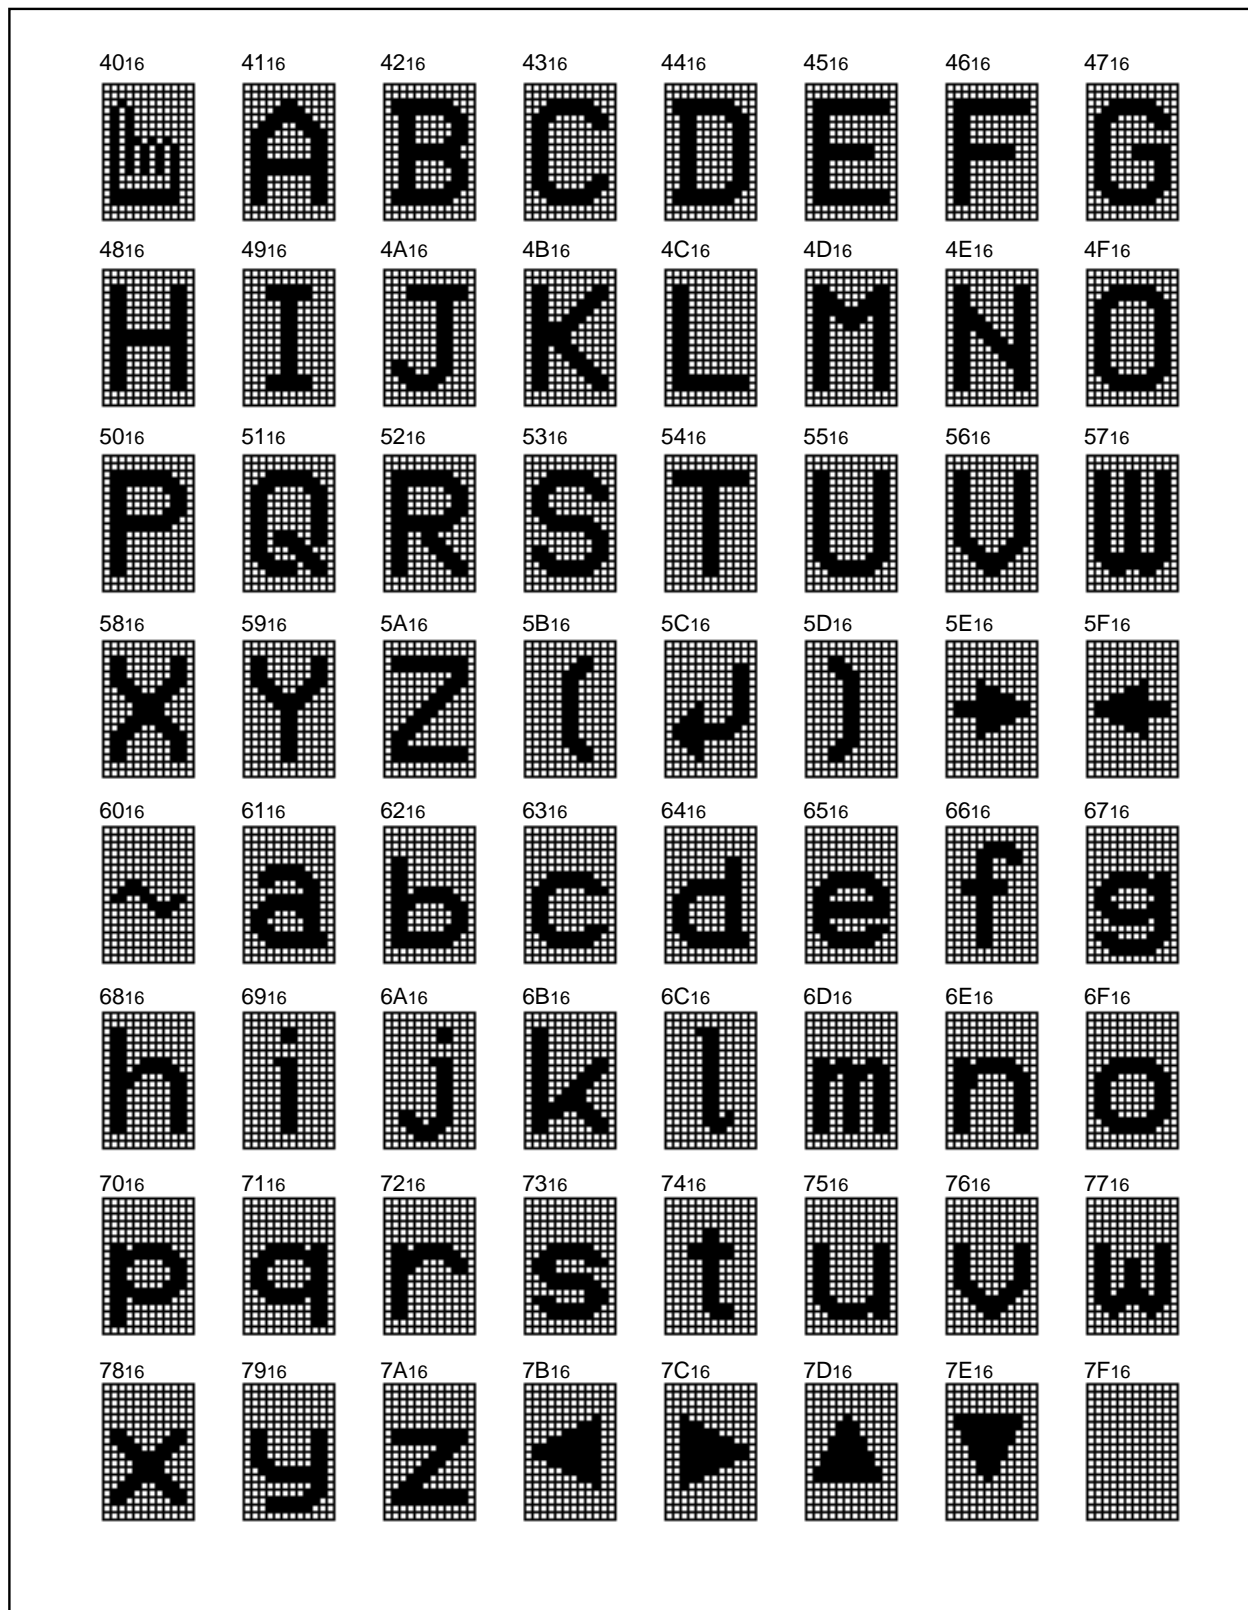 4016 4116 4216 4316 4416 4516 4616 4716
A B C D E F G
4816 4916 4A16 4B16 4C16 4D16 4E16 4F16
H I J K L M N O
5016 5116 5216 5316 5416 5516 5616 5716
P Q R S T U V W
5816 5916 5A16 5B16 5C16 5D16 5E16 5F16
X Y Z ( ↲ ) → ←
6016 6116 6216 6316 6416 6516 6616 6716
~ a b c d e f g
6816 6916 6A16 6B16 6C16 6D16 6E16 6F16
h i j k l m n o
7016 7116 7216 7316 7416 7516 7616 7716
p q r s t u v w
7816 7916 7A16 7B16 7C16 7D16 7E16 7F16
x y z ◀ ▶ ▲ ▼